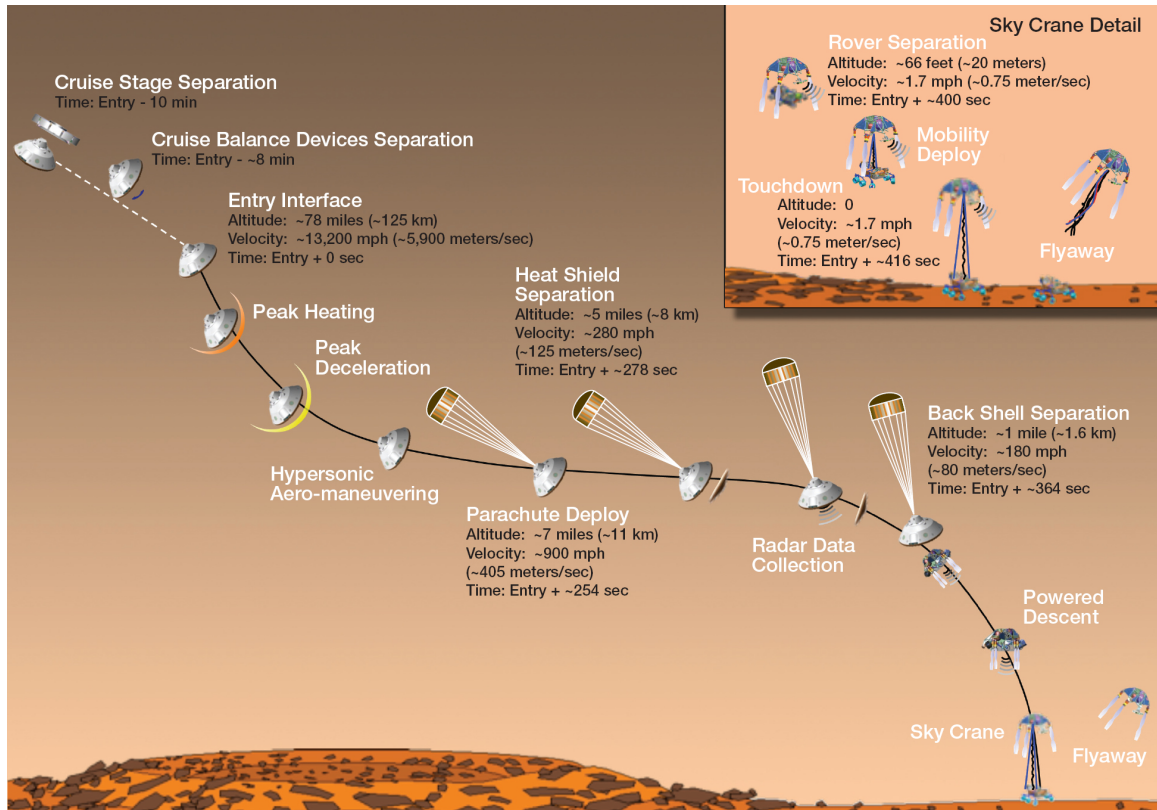 Sky Crane Detail
Rover Separation
Altitude: ~66 feet (~20 meters)
Velocity: ~1.7 mph (~0.75 meter/sec)
Time: Entry + ~400 sec
Mobility
Deploy
Touchdown
Altitude: 0
Velocity: ~1.7 mph
(~0.75 meter/sec)
Time: Entry + ~416 sec
Flyaway
Cruise Stage Separation
Time: Entry - 10 min
Cruise Balance Devices Separation
Time: Entry - ~8 min
Entry Interface
Altitude: ~78 miles (~125 km)
Velocity: ~13,200 mph (~5,900 meters/sec)
Time: Entry + 0 sec
Peak Heating
Peak
Deceleration
Hypersonic
Aero-maneuvering
Parachute Deploy
Altitude: ~7 miles (~11 km)
Velocity: ~900 mph
(~405 meters/sec)
Time: Entry + ~254 sec
Heat Shield
Separation
Altitude: ~5 miles (~8 km)
Velocity: ~280 mph
(~125 meters/sec)
Time: Entry + ~278 sec
Radar Data
Collection
Back Shell Separation
Altitude: ~1 mile (~1.6 km)
Velocity: ~180 mph
(~80 meters/sec)
Time: Entry + ~364 sec
Powered
Descent
Sky Crane
Flyaway